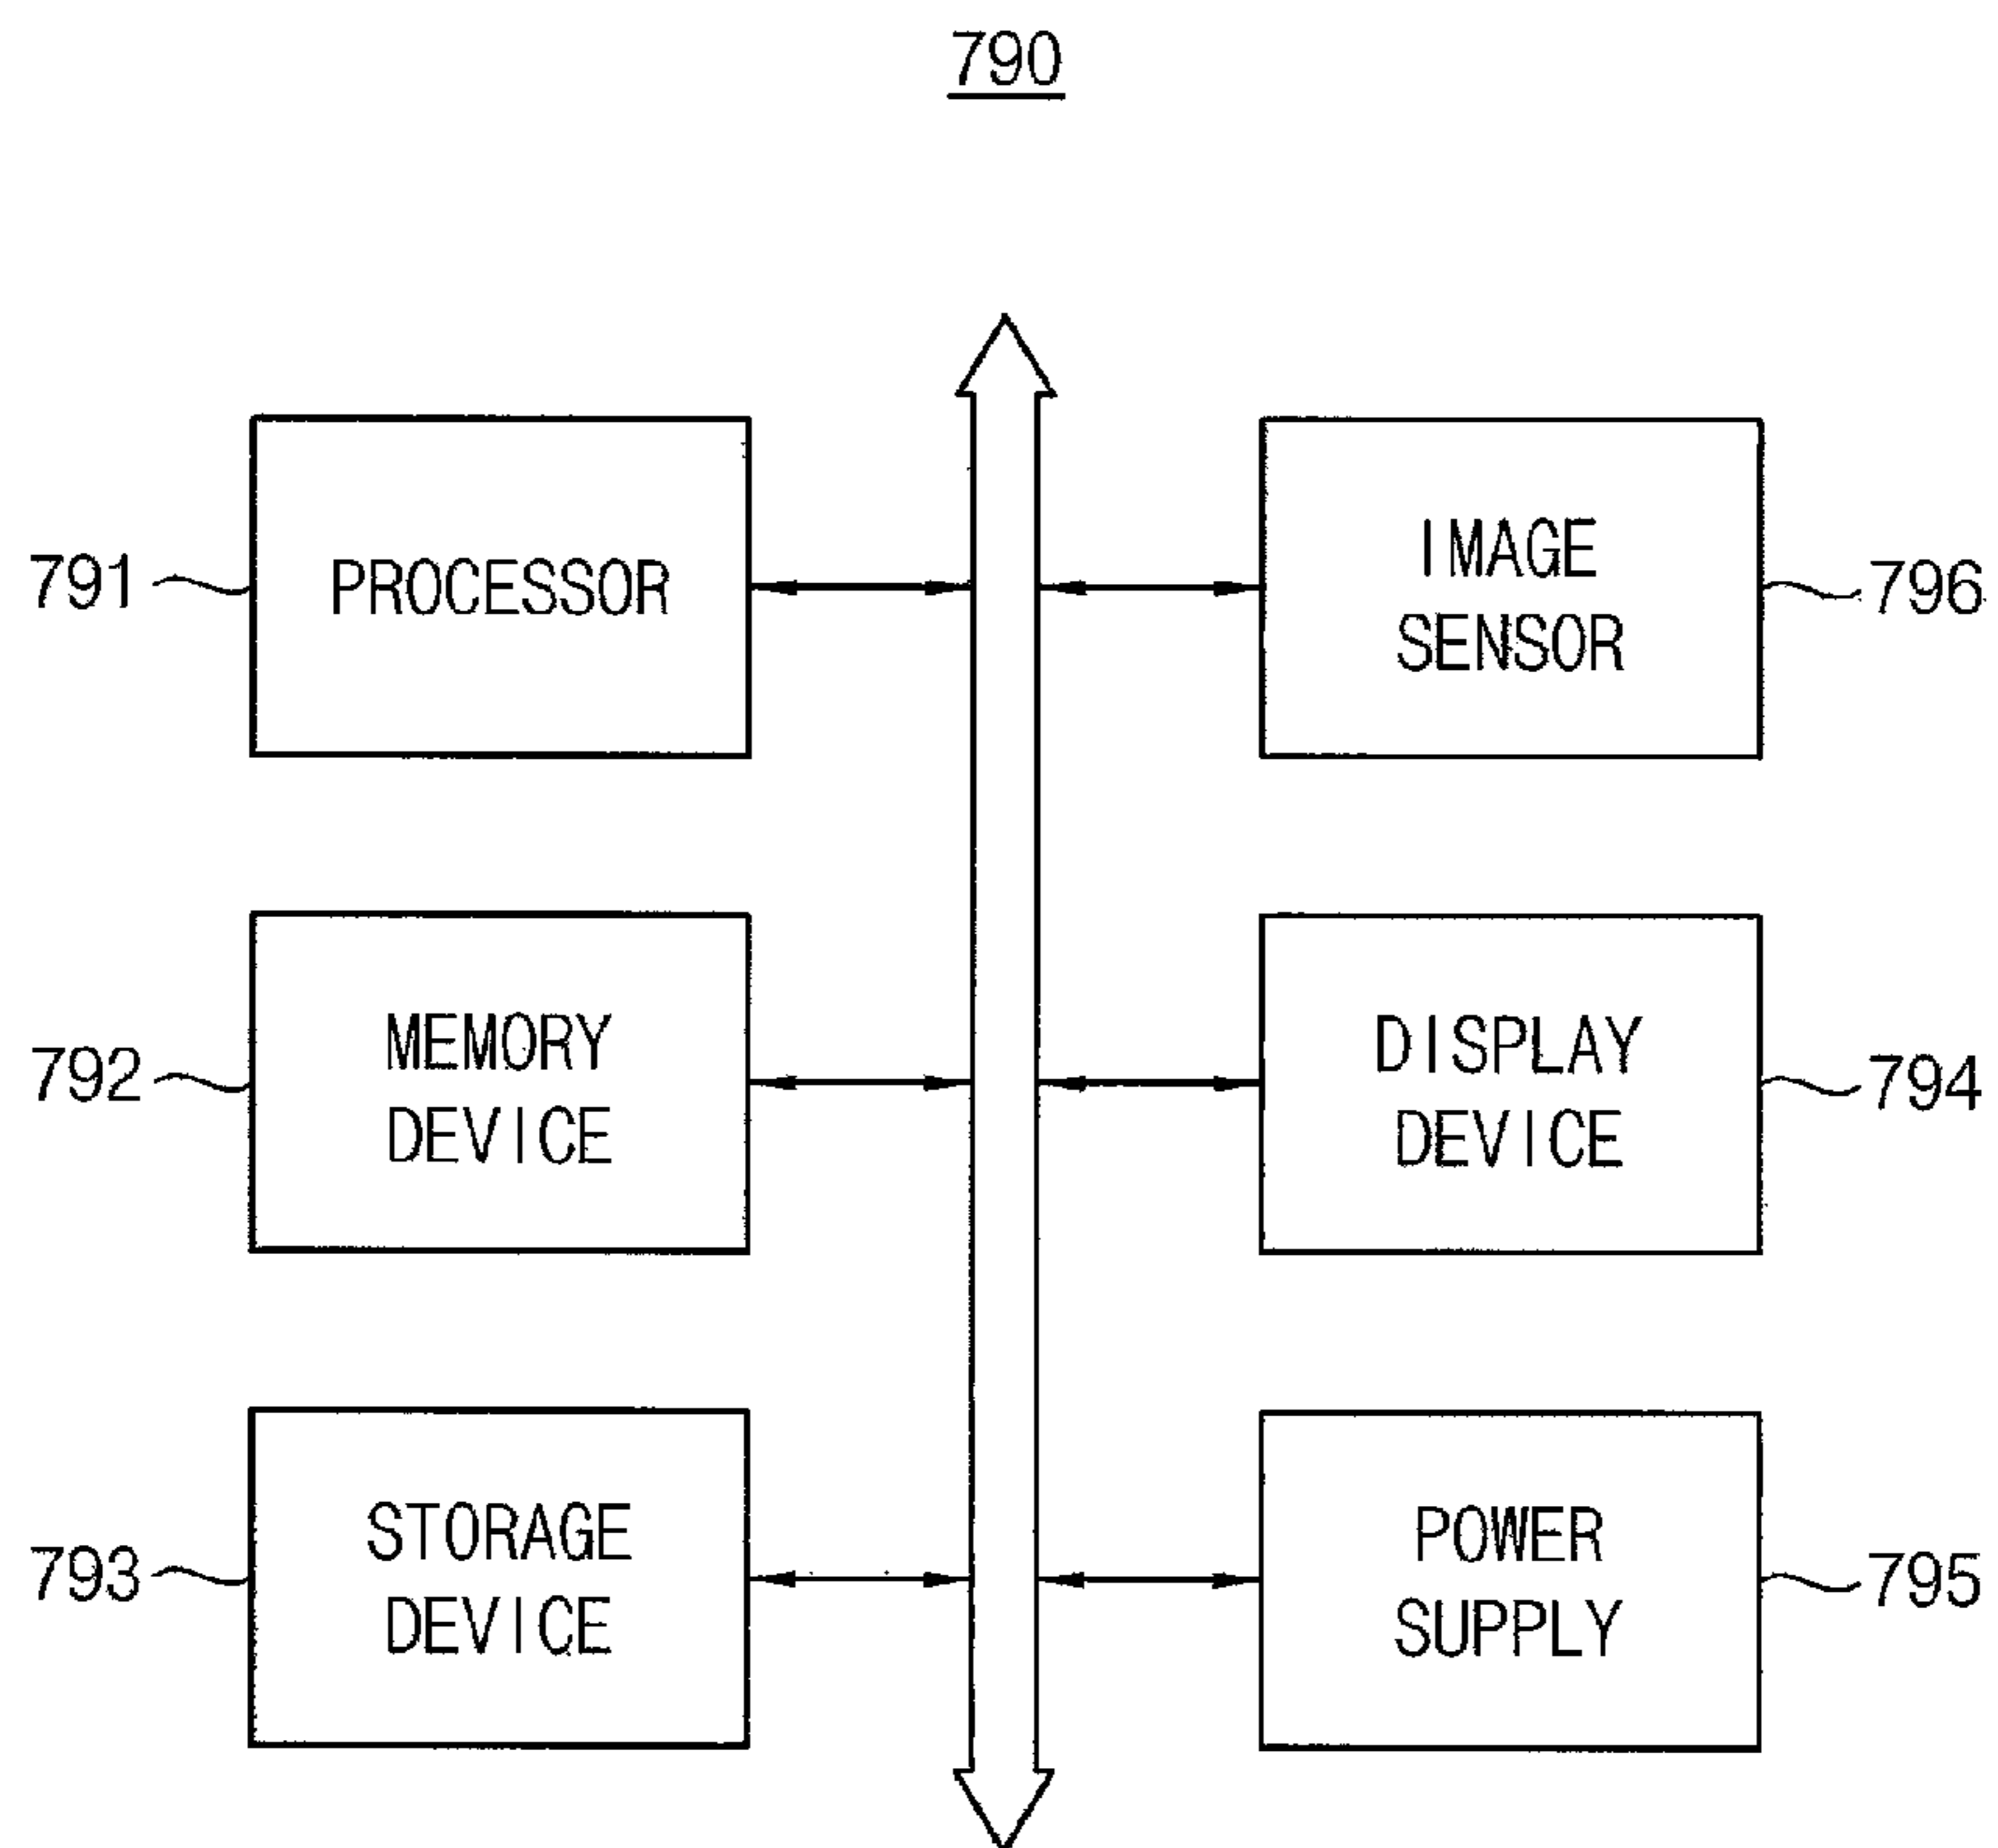 790
791
PROCESSOR
IMAGE
SENSOR
796
792
MEMORY
DEVICE
DISPLAY
DEVICE
794
793
STORAGE
DEVICE
POWER
SUPPLY
795